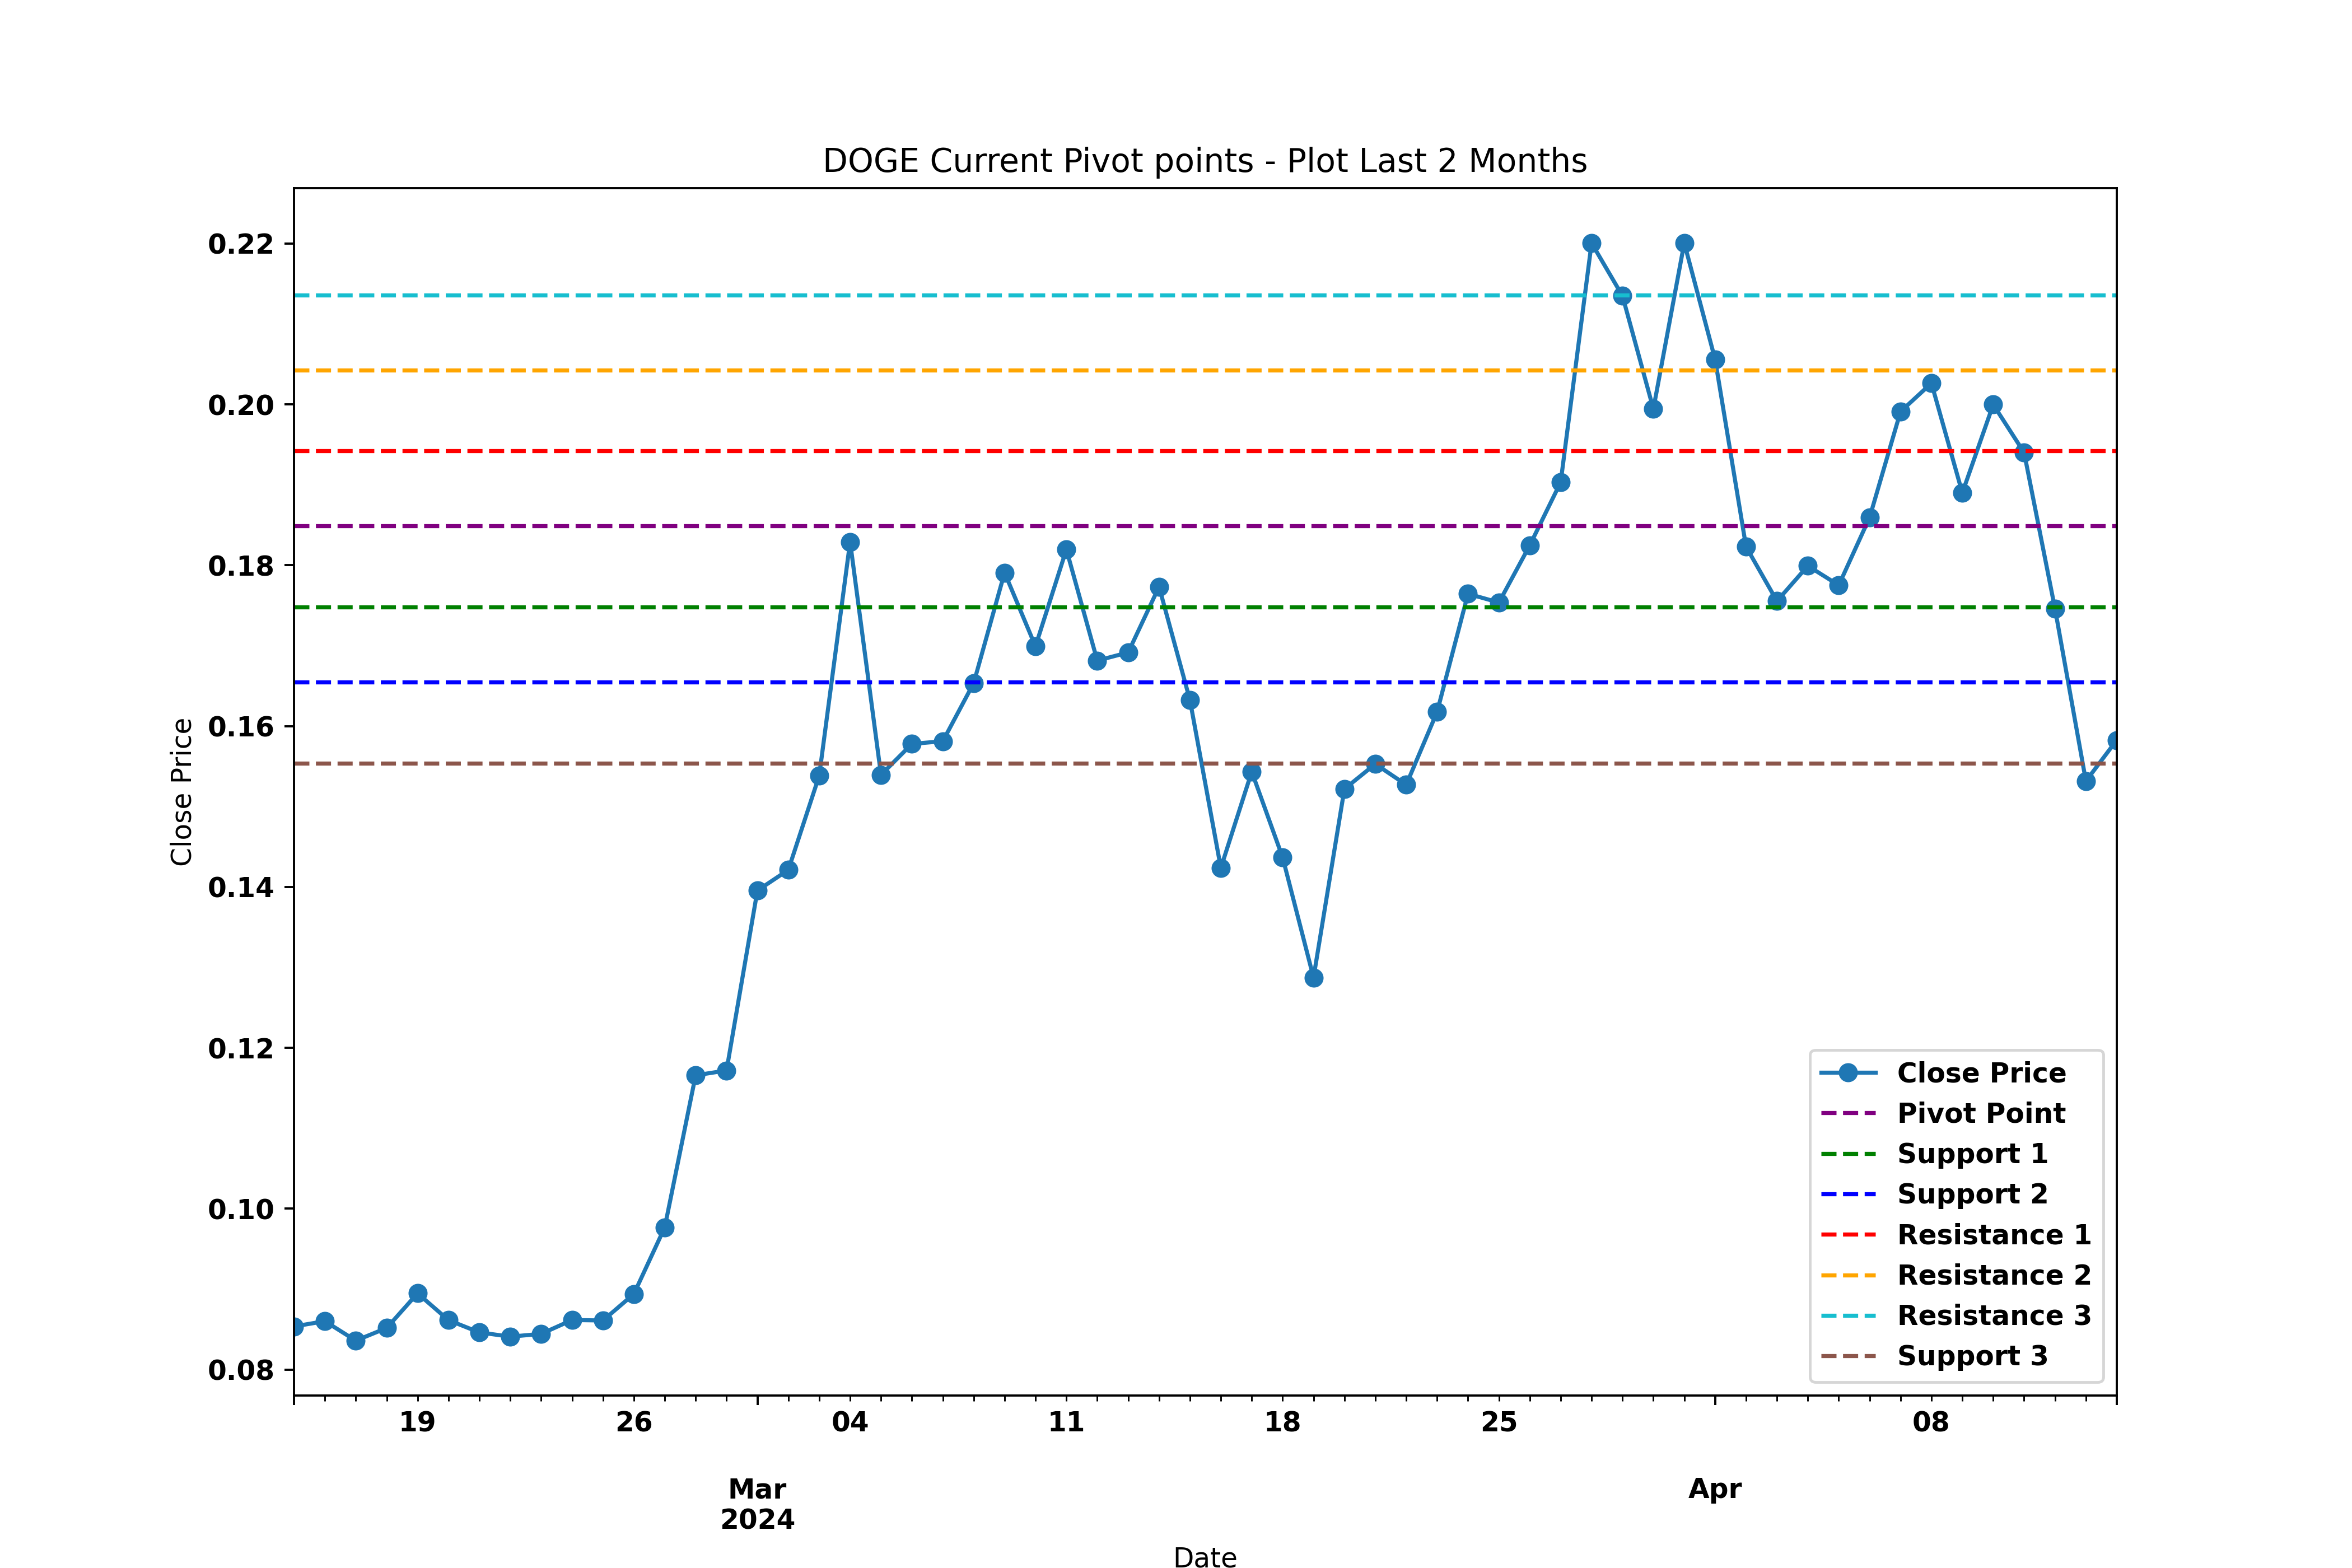 DOGE Current Pivot points - Plot Last 2 Months
Close Price
0.22
0.20
0.18
0.16
0.14
0.12
0.10
0.08
Close Price
Pivot Point
Support 1
Support 2
Resistance 1
Resistance 2
Resistance 3
Support 3
19 26 04 11 18 25 08
Mar Apr
2024
Date